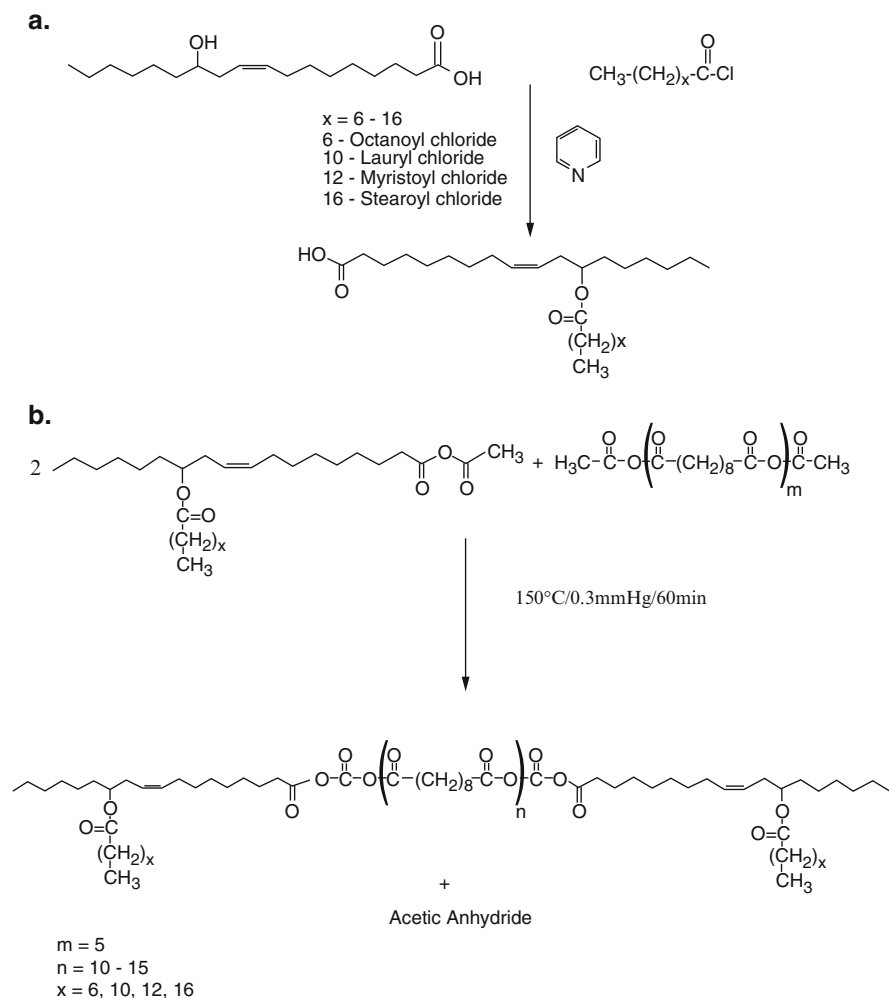 a.
OH
O
OH
O
CH3-(CH2)x-C-Cl
x = 6 - 16
6 - Octanoyl chloride
10 - Lauryl chloride
12 - Myristoyl chloride
16 - Stearoyl chloride
N
HO
O
O
O=C
(CH2)x
CH3
b.
2
O
CH3
O
O
+
O
O
O
O
H3C-C-O-(C-(CH2)8-C-O)m-C-CH3
O
C=O
(CH2)x
CH3
150°C/0.3mmHg/60min
O
O
O
O
O-C-O-(C-(CH2)8-C-O)n-C-O
O
O
O
O=C
(CH2)x
CH3
O
O=C
(CH2)x
CH3
+
Acetic Anhydride
m = 5
n = 10 - 15
x = 6, 10, 12, 16